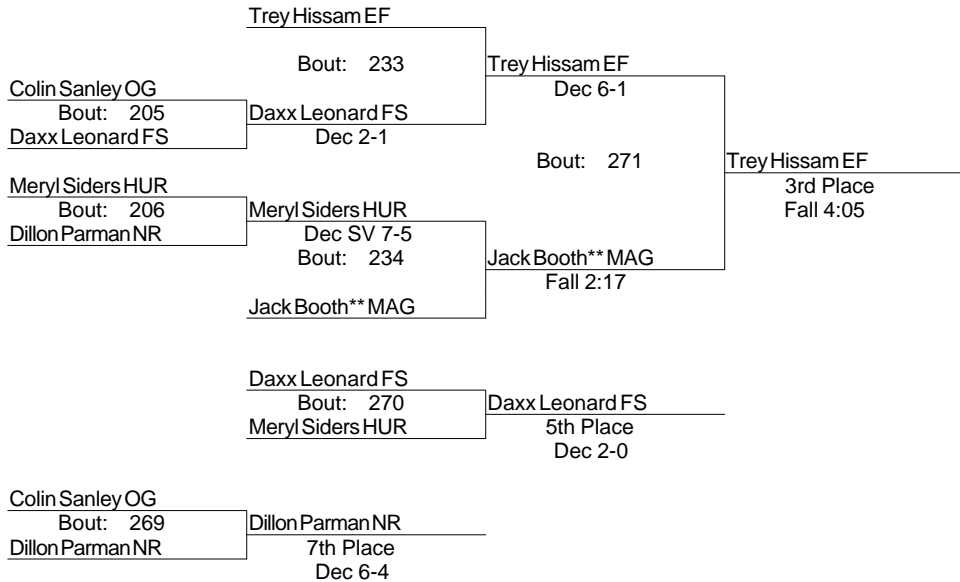 Trey Hissam EF
Bout: 233
Trey Hissam EF
Dec 6-1
Colin Sanley OG
Bout: 205
Daxx Leonard FS
Daxx Leonard FS
Dec 2-1
Bout: 271
Trey Hissam EF
3rd Place
Fall 4:05
Meryl Siders HUR
Bout: 206
Dillon Parman NR
Meryl Siders HUR
Dec SV 7-5
Bout: 234
Jack Booth** MAG
Fall 2:17
Jack Booth** MAG
Daxx Leonard FS
Bout: 270
Meryl Siders HUR
Daxx Leonard FS
5th Place
Dec 2-0
Colin Sanley OG
Bout: 269
Dillon Parman NR
Dillon Parman NR
7th Place
Dec 6-4